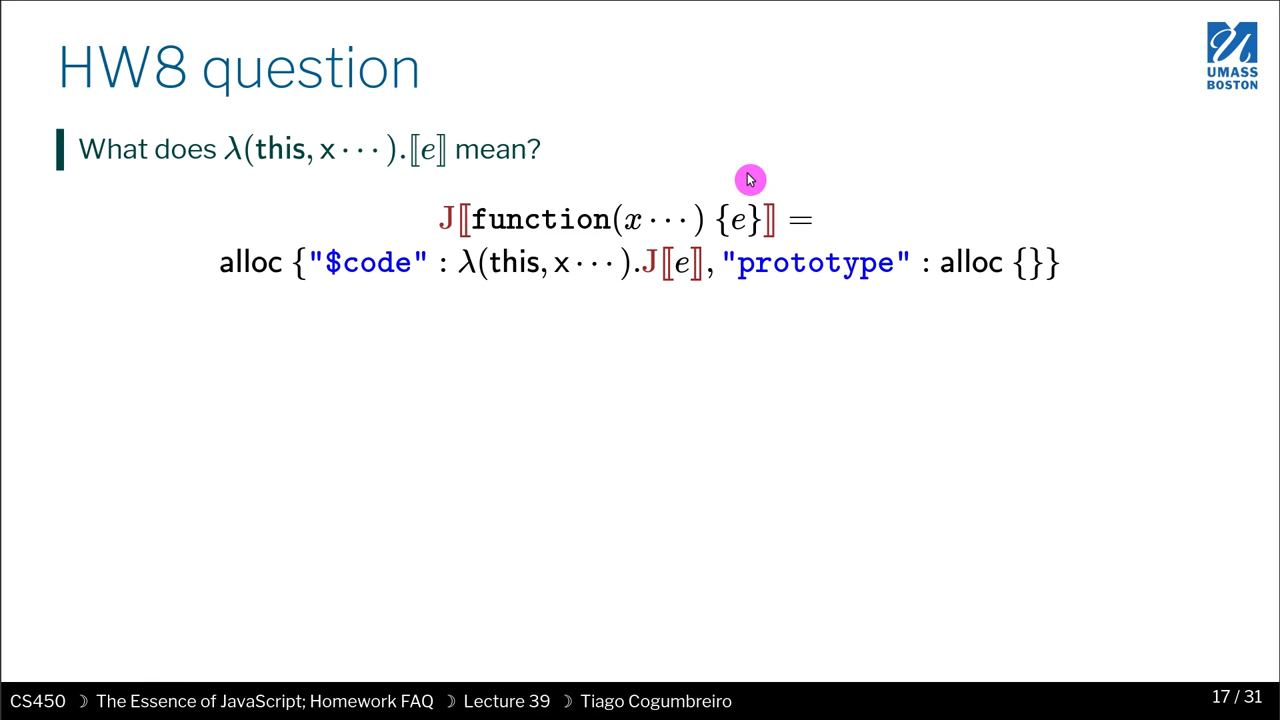 HW8 question
UMASS
BOSTON
What does λ(this, x ⋯).⟦e⟧ mean?
J⟦function(x ⋯) {e}⟧ =
alloc {"$code" : λ(this, x ⋯).J⟦e⟧, "prototype" : alloc {}}
CS450 ☽ The Essence of JavaScript; Homework FAQ ☽ Lecture 39 ☽ Tiago Cogumbreiro
17 / 31